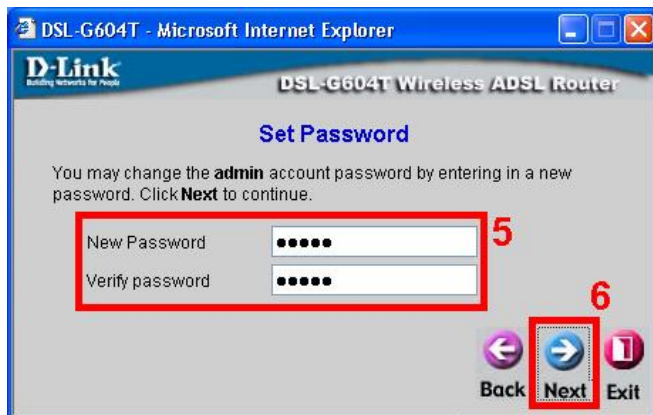 DSL-G604T - Microsoft Internet Explorer
D-Link
Building Networks for People
DSL-G604T Wireless ADSL Router
Set Password
You may change the admin account password by entering in a new
password. Click Next to continue.
New Password ●●●●● 5
Verify password ●●●●●
6
Back Next Exit